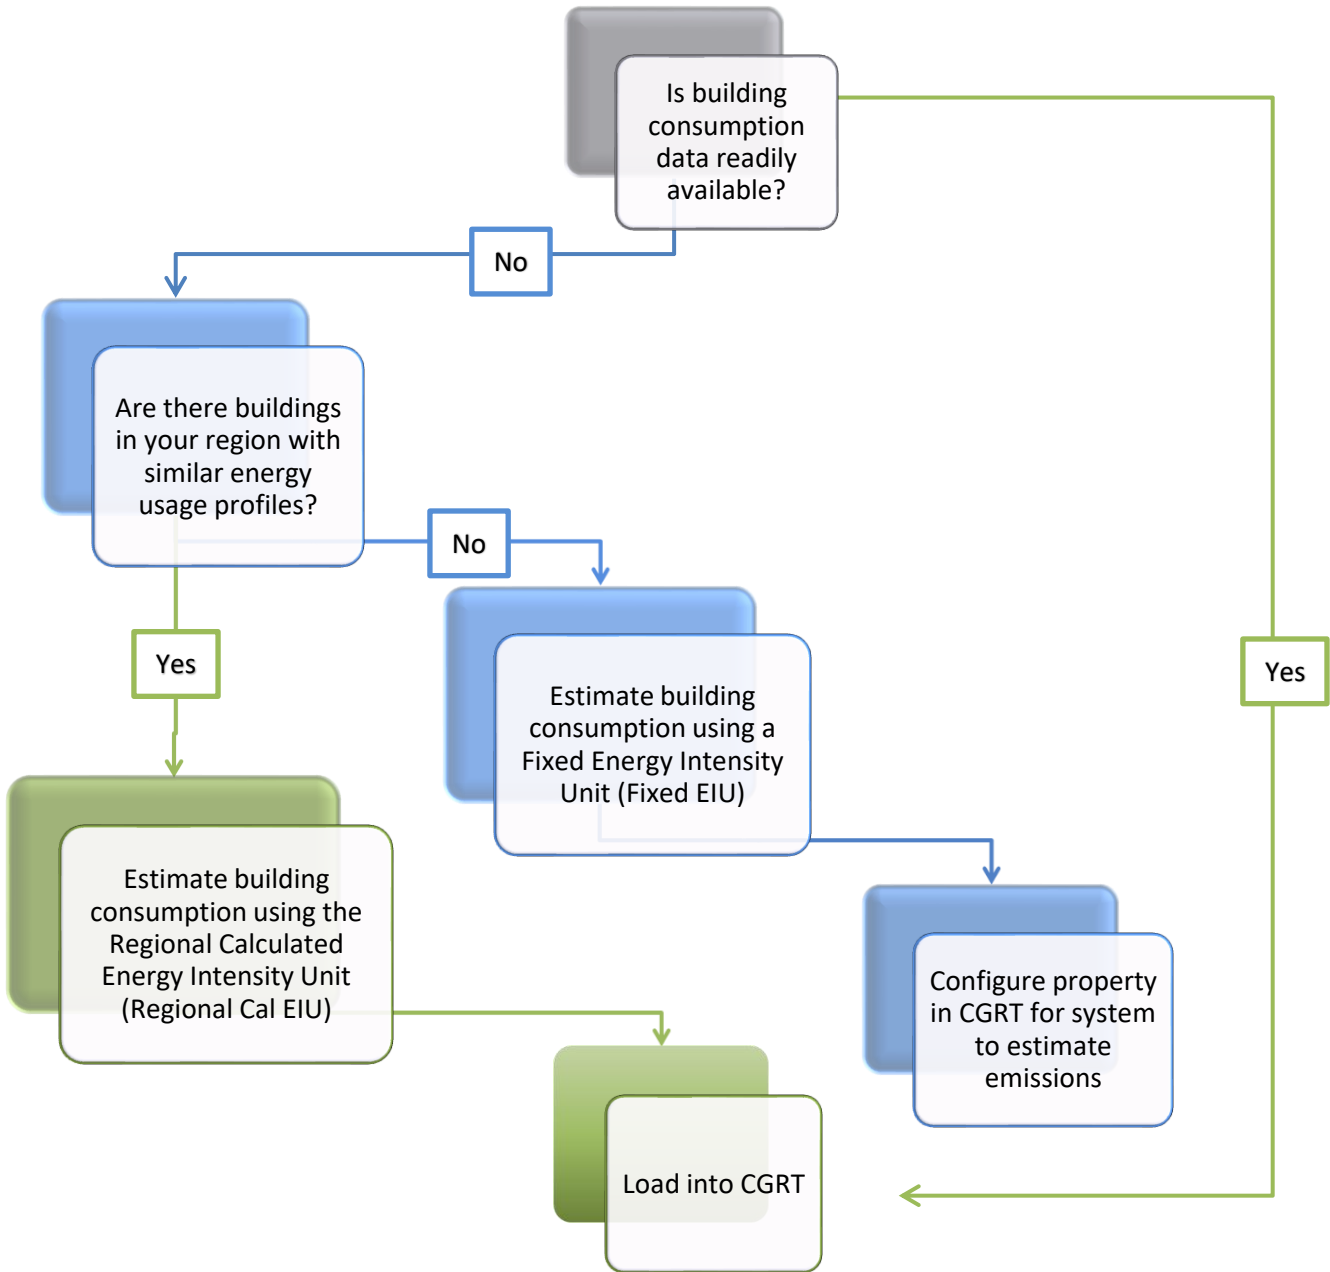 Is building
consumption
data readily
available?
No
Are there buildings
in your region with
similar energy
usage profiles?
No
Yes
Yes
Estimate building
consumption using a
Fixed Energy Intensity
Unit (Fixed EIU)
Estimate building
consumption using the
Regional Calculated
Energy Intensity Unit
(Regional Cal EIU)
Configure property
in CGRT for system
to estimate
emissions
Load into CGRT